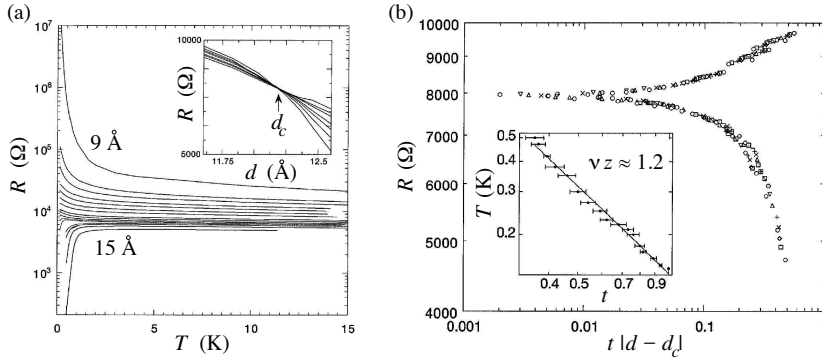 (a)
10⁷
10⁶
10⁵
10⁴
10³
R (Ω)
9 Å
15 Å
0 5 10 15
T (K)
10000
R (Ω)
5000
d_c
11.75 12.5
d (Å)
(b)
10000
9000
8000
7000
6000
5000
4000
R (Ω)
0.001 0.01 0.1 1
t |d − d_c|
0.5
0.4
0.3
0.2
T (K)
ν z ≈ 1.2
0.4 0.5 0.7 0.9
t